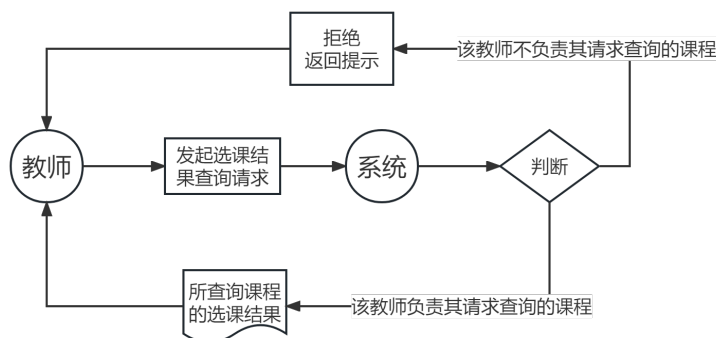 拒绝
返回提示
该教师不负责其请求查询的课程
教师
发起选课结
果查询请求
系统
判断
所查询课程
的选课结果
该教师负责其请求查询的课程